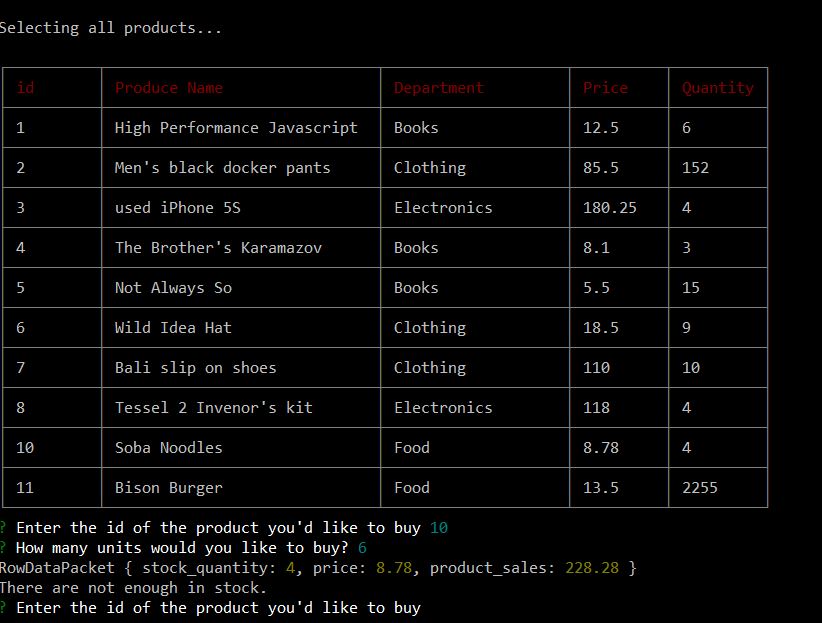 Selecting all products...
id Produce Name Department Price Quantity
1 High Performance Javascript Books 12.5 6
2 Men's black docker pants Clothing 85.5 152
3 used iPhone 5S Electronics 180.25 4
4 The Brother's Karamazov Books 8.1 3
5 Not Always So Books 5.5 15
6 Wild Idea Hat Clothing 18.5 9
7 Bali slip on shoes Clothing 110 10
8 Tessel 2 Invenor's kit Electronics 118 4
10 Soba Noodles Food 8.78 4
11 Bison Burger Food 13.5 2255
? Enter the id of the product you'd like to buy 10
? How many units would you like to buy? 6
RowDataPacket { stock_quantity: 4, price: 8.78, product_sales: 228.28 }
There are not enough in stock.
? Enter the id of the product you'd like to buy